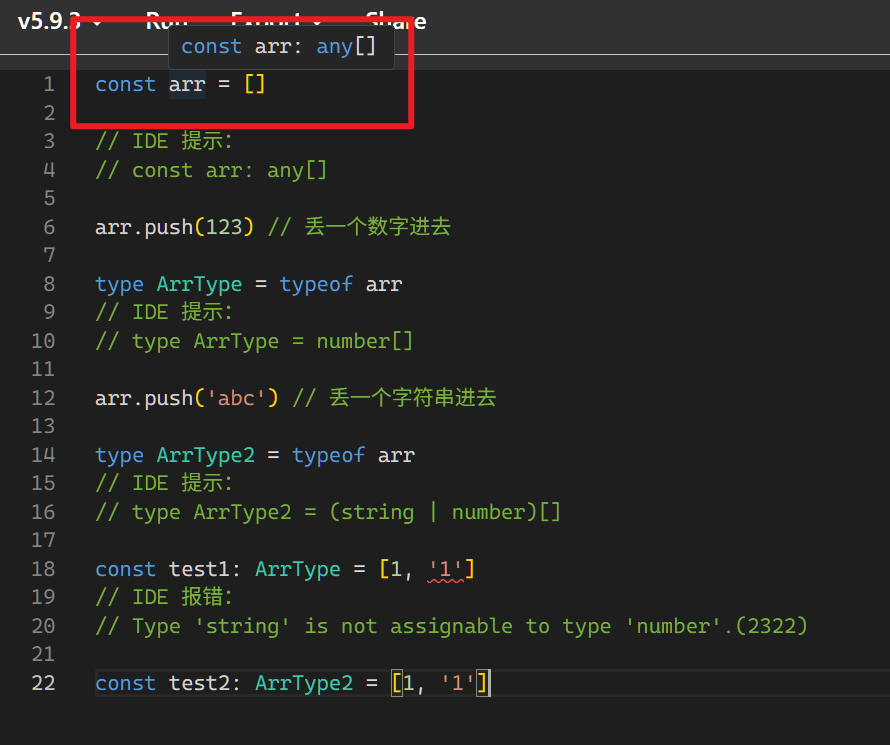 v5.9.3 Run Export Share
const arr: any[]
1 const arr = []
2
3 // IDE 提示:
4 // const arr: any[]
5
6 arr.push(123) // 丢一个数字进去
7
8 type ArrType = typeof arr
9 // IDE 提示:
10 // type ArrType = number[]
11
12 arr.push('abc') // 丢一个字符串进去
13
14 type ArrType2 = typeof arr
15 // IDE 提示:
16 // type ArrType2 = (string | number)[]
17
18 const test1: ArrType = [1, '1']
19 // IDE 报错:
20 // Type 'string' is not assignable to type 'number'.(2322)
21
22 const test2: ArrType2 = [1, '1']